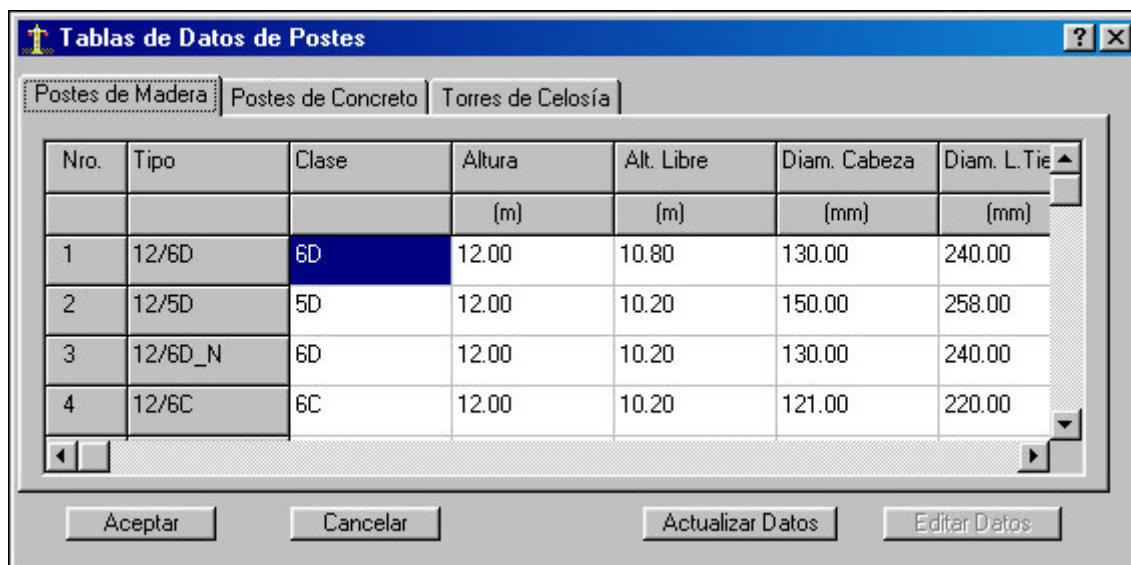 Tablas de Datos de Postes
Postes de Madera Postes de Concreto Torres de Celosía
Nro. Tipo Clase Altura Alt. Libre Diam. Cabeza Diam. L.Tie
(m) (m) (mm) (mm)
1 12/6D 6D 12.00 10.80 130.00 240.00
2 12/5D 5D 12.00 10.20 150.00 258.00
3 12/6D_N 6D 12.00 10.20 130.00 240.00
4 12/6C 6C 12.00 10.20 121.00 220.00
Aceptar Cancelar Actualizar Datos Editar Datos